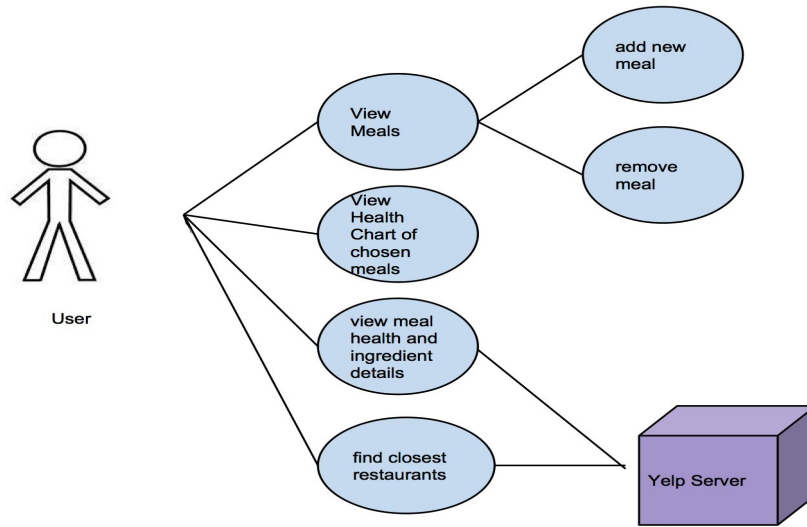 add new
meal
View
Meals
remove
meal
View
Health
Chart of
chosen
meals
User
view meal
health and
ingredient
details
find closest
restaurants
Yelp Server